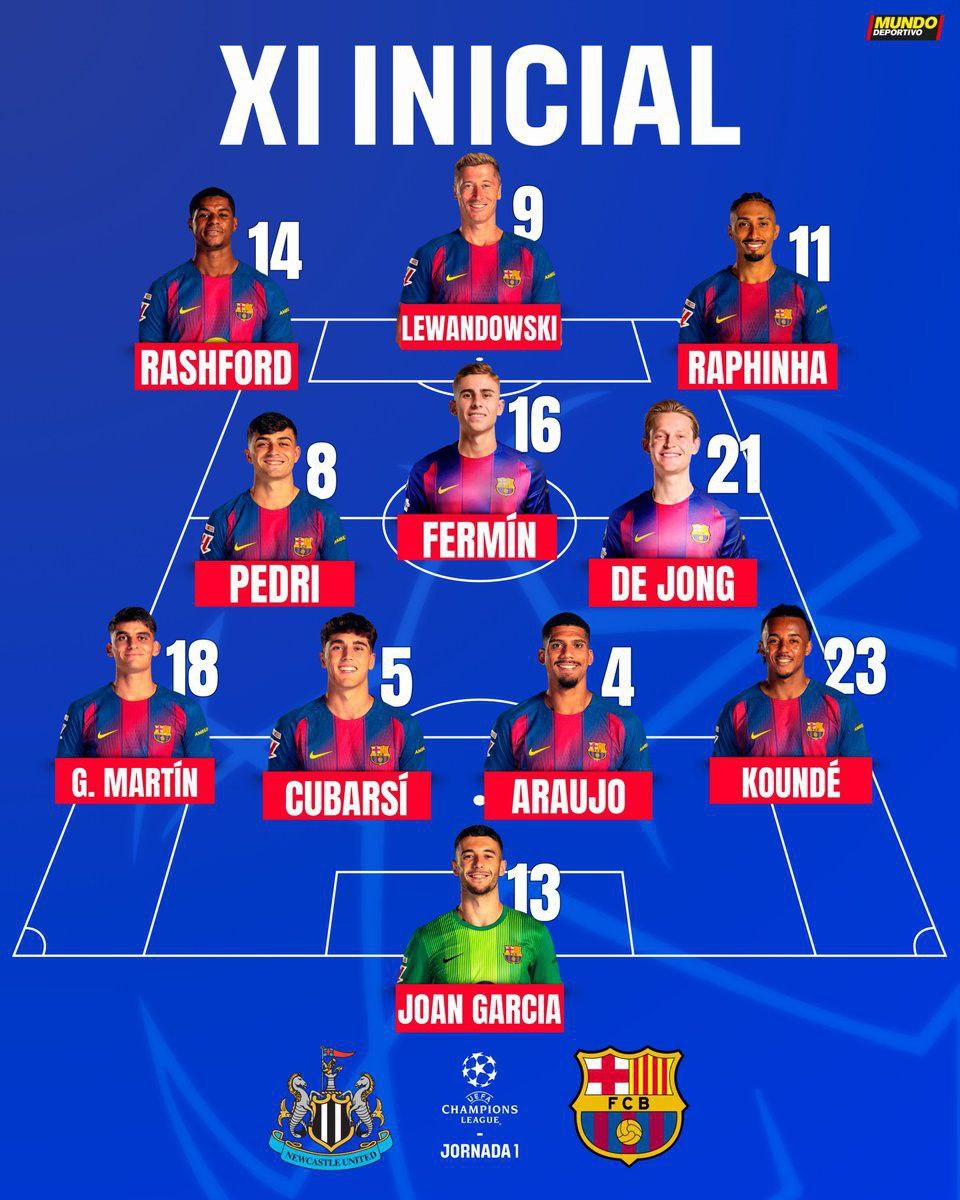 MUNDO
DEPORTIVO
XI INICIAL
14
9
11
RASHFORD
LEWANDOWSKI
RAPHINHA
8
16
21
PEDRI
FERMÍN
DE JONG
18
5
4
23
G. MARTÍN
CUBARSÍ
ARAUJO
KOUNDÉ
13
JOAN GARCIA
NEWCASTLE UNITED
UEFA
CHAMPIONS
LEAGUE
-
JORNADA 1
FCB